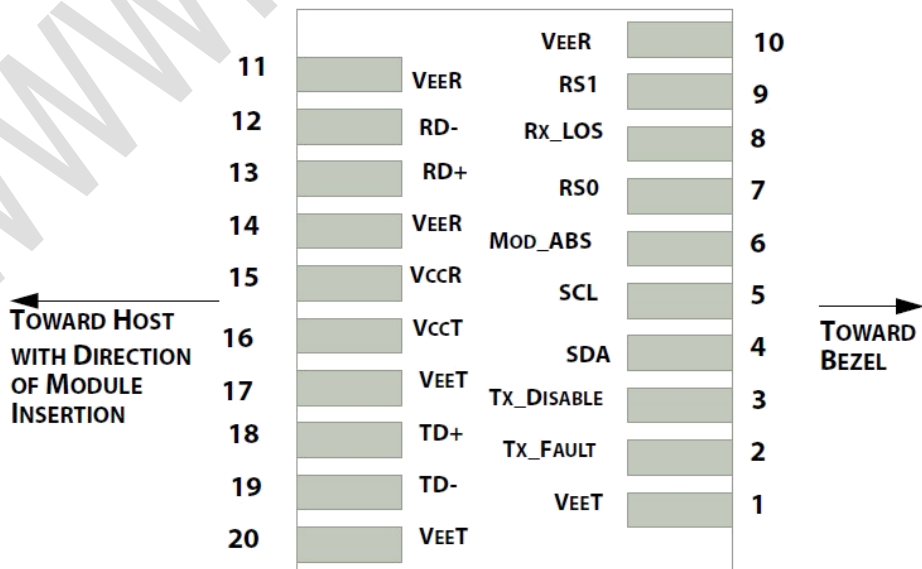 VEER 10
11 VEER
RS1 9
12 RD-
RX_LOS 8
13 RD+
RS0 7
14 VEER
MOD_ABS 6
15 VCCR
SCL 5
TOWARD HOST
WITH DIRECTION
OF MODULE
INSERTION
16 VCCT
TOWARD
BEZEL
SDA 4
17 VEET
TX_DISABLE 3
18 TD+
TX_FAULT 2
19 TD-
VEET 1
20 VEET